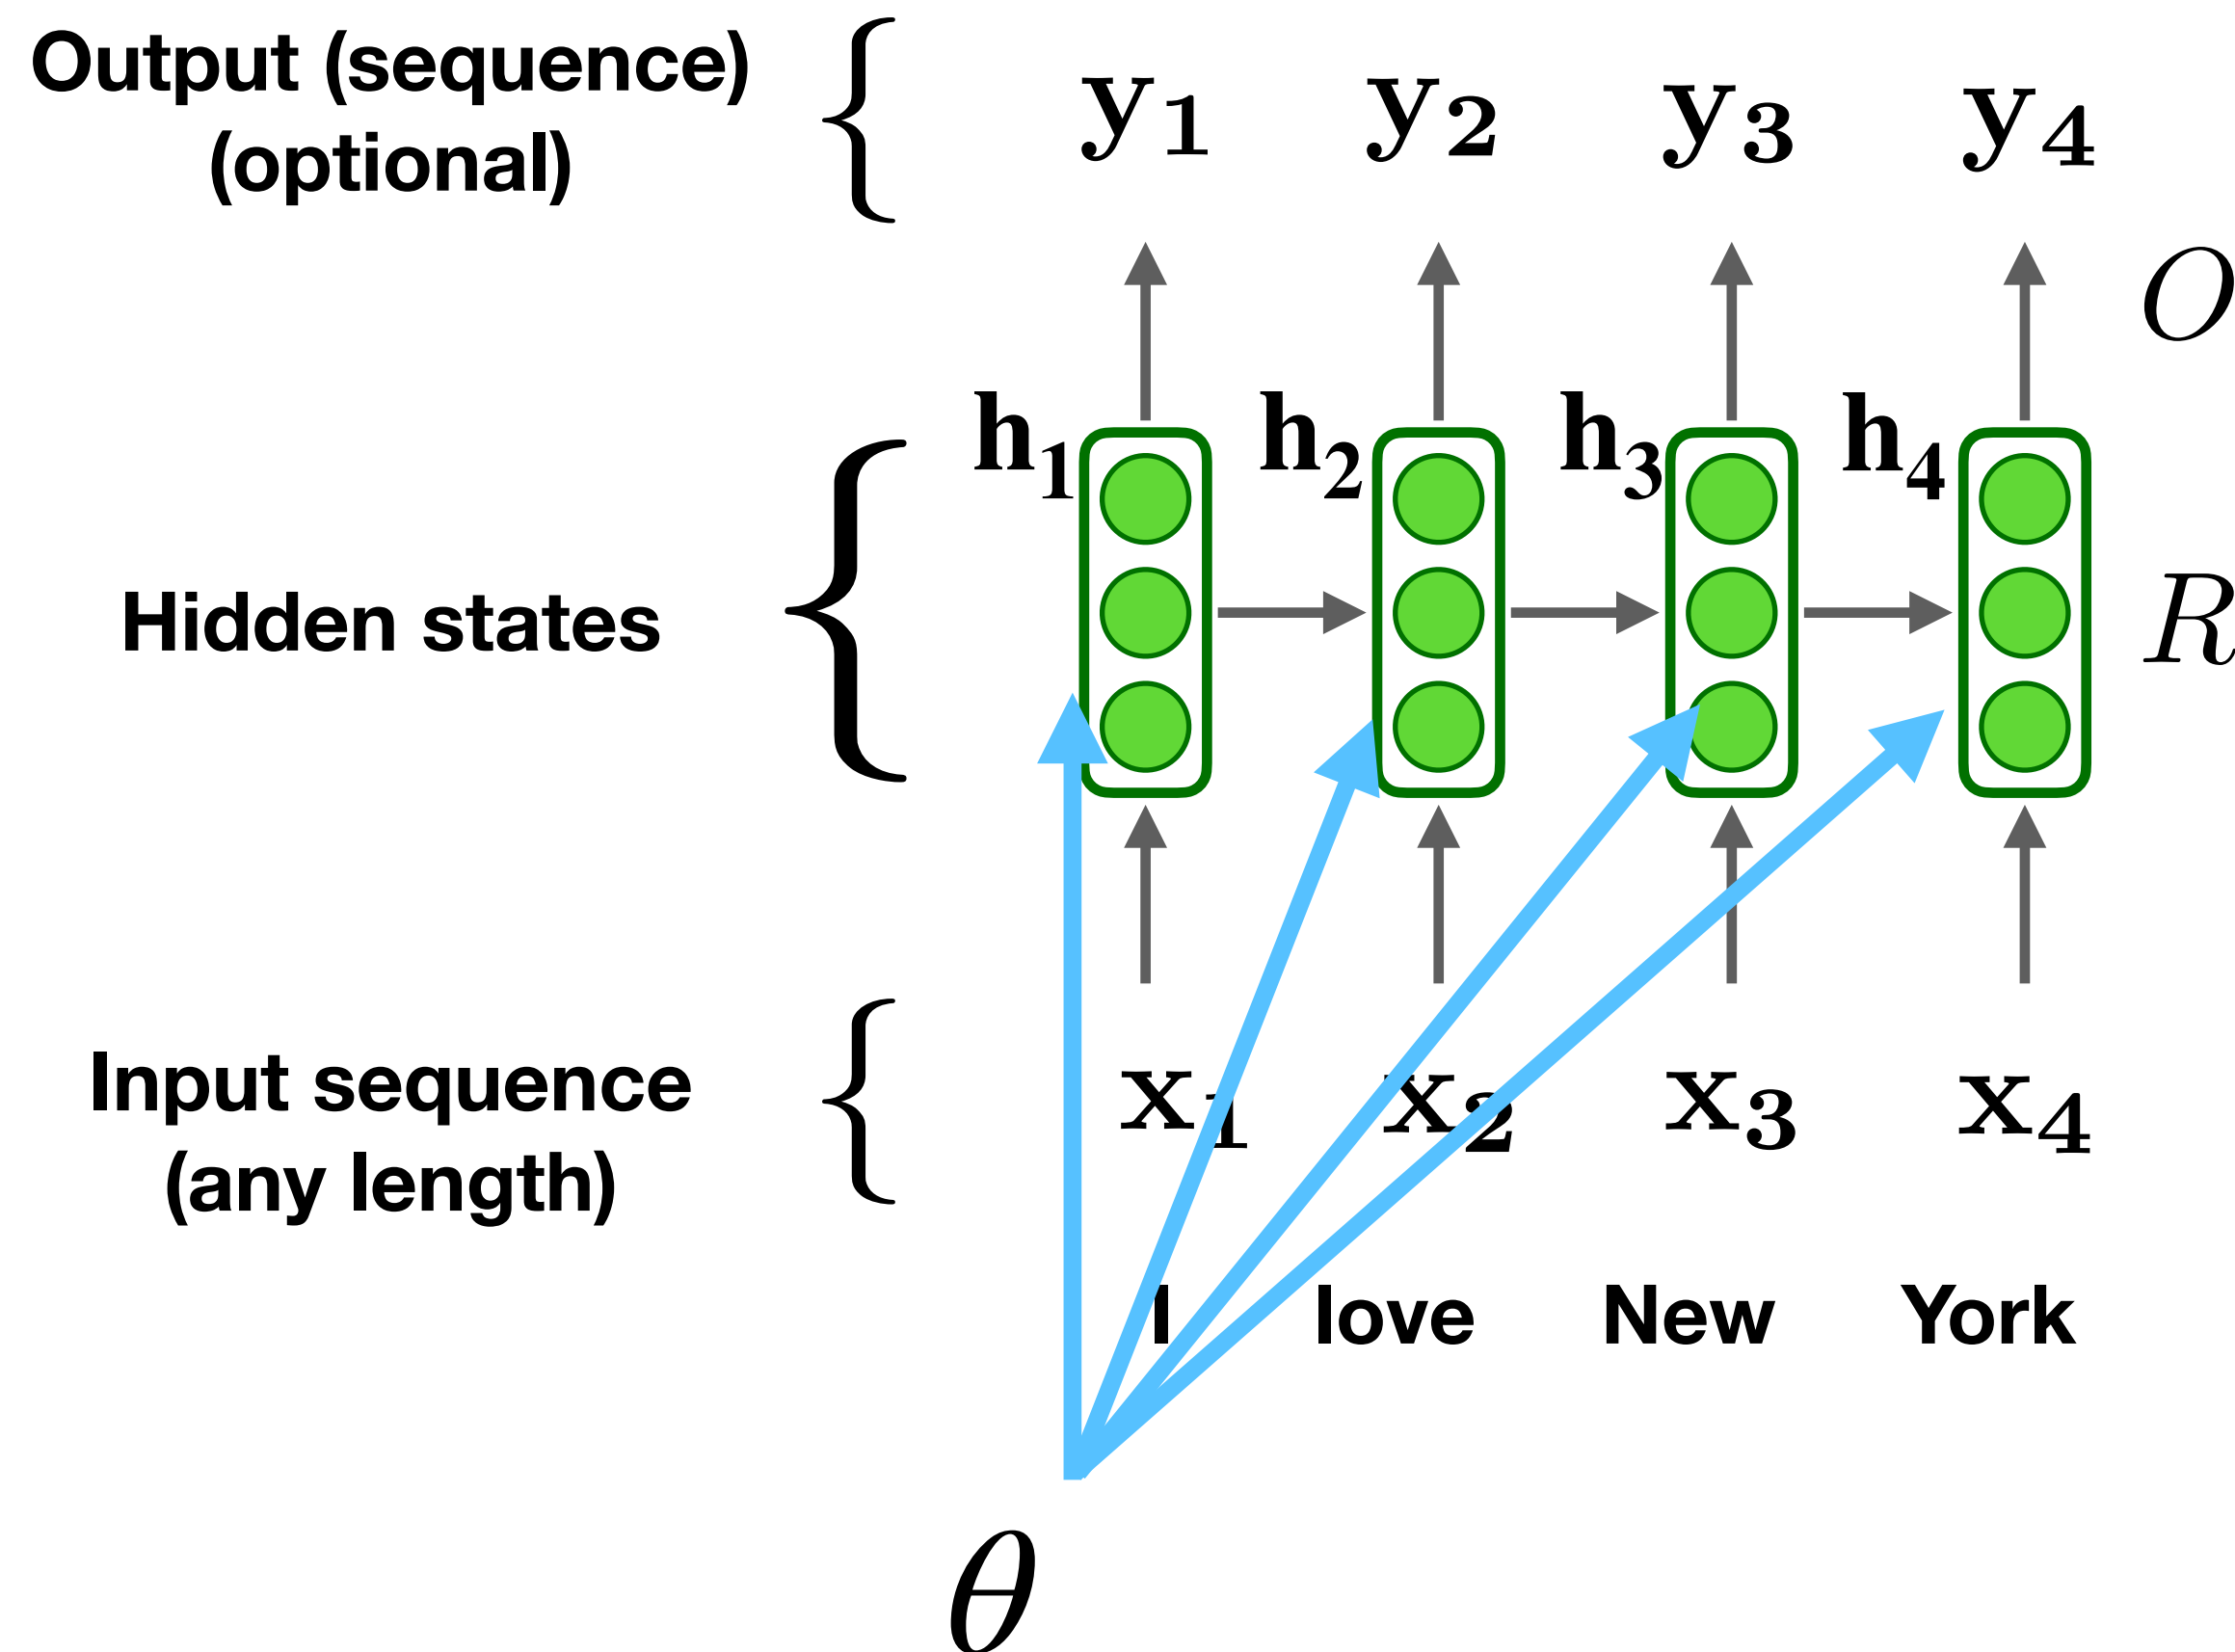 Output (sequence)
(optional)
y₁ y₂ y₃ y₄
O
h₁ h₂ h₃ h₄
Hidden states
R
Input sequence
(any length)
x₁ x₂ x₃ x₄
I love New York
θ